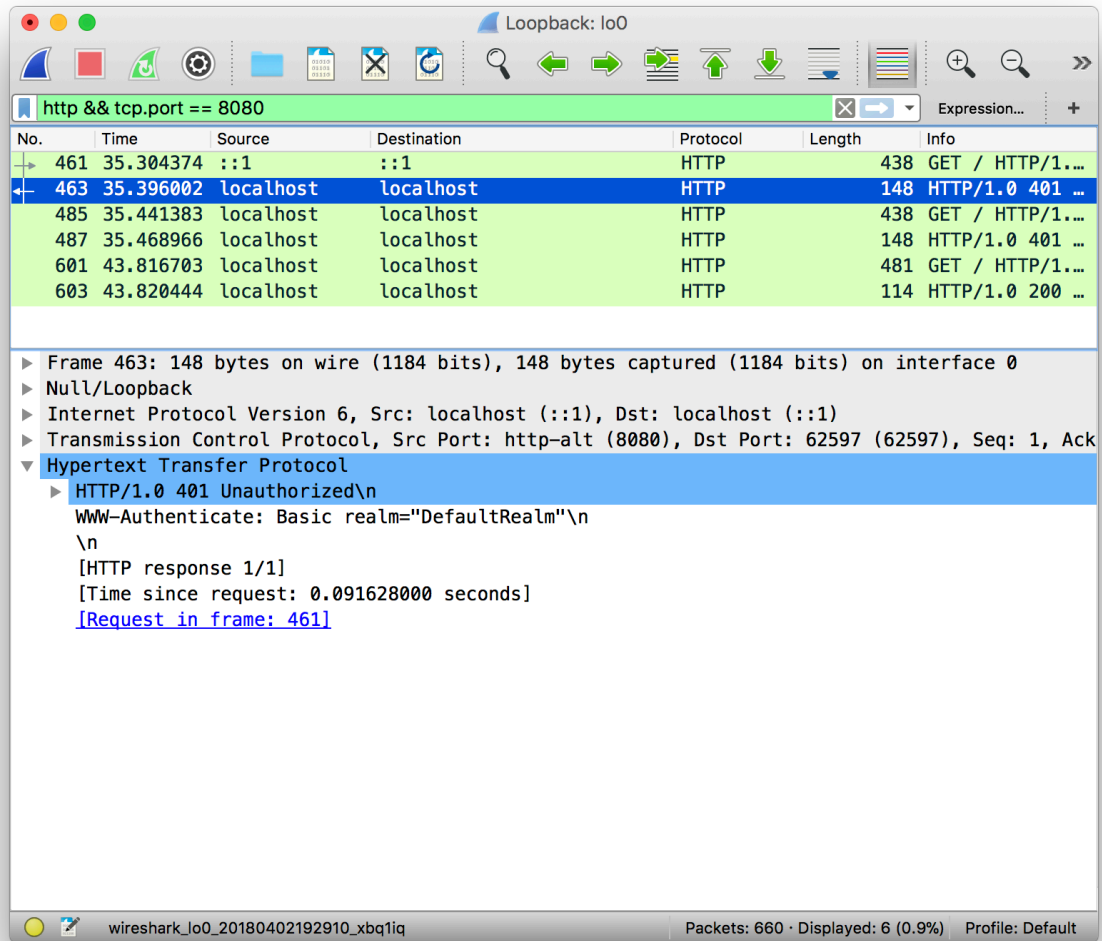 Loopback: lo0
http && tcp.port == 8080 Expression... +
No. Time Source Destination Protocol Length Info
461 35.304374 ::1 ::1 HTTP 438 GET / HTTP/1.…
463 35.396002 localhost localhost HTTP 148 HTTP/1.0 401 …
485 35.441383 localhost localhost HTTP 438 GET / HTTP/1.…
487 35.468966 localhost localhost HTTP 148 HTTP/1.0 401 …
601 43.816703 localhost localhost HTTP 481 GET / HTTP/1.…
603 43.820444 localhost localhost HTTP 114 HTTP/1.0 200 …
Frame 463: 148 bytes on wire (1184 bits), 148 bytes captured (1184 bits) on interface 0
Null/Loopback
Internet Protocol Version 6, Src: localhost (::1), Dst: localhost (::1)
Transmission Control Protocol, Src Port: http-alt (8080), Dst Port: 62597 (62597), Seq: 1, Ack
Hypertext Transfer Protocol
HTTP/1.0 401 Unauthorized\n
WWW-Authenticate: Basic realm="DefaultRealm"\n
\n
[HTTP response 1/1]
[Time since request: 0.091628000 seconds]
[Request in frame: 461]
wireshark_lo0_20180402192910_xbq1iq Packets: 660 · Displayed: 6 (0.9%) Profile: Default